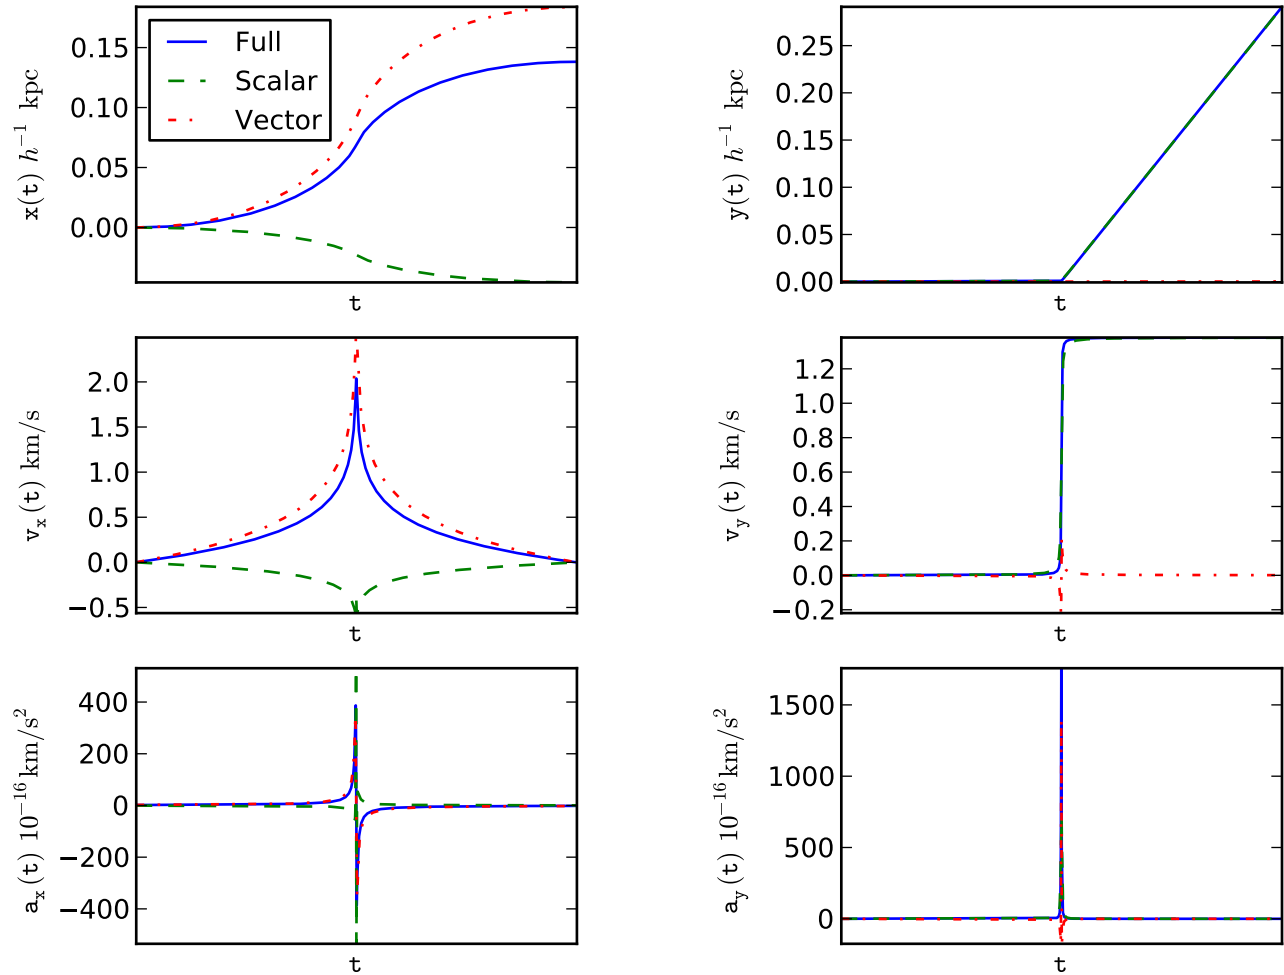 x(t) h⁻¹ kpc
0.15
0.10
0.05
0.00
Full
Scalar
Vector
t
y(t) h⁻¹ kpc
0.25
0.20
0.15
0.10
0.05
0.00
t
vₓ(t) km/s
2.0
1.5
1.0
0.5
0.0
−0.5
t
v_y(t) km/s
1.2
1.0
0.8
0.6
0.4
0.2
0.0
−0.2
t
aₓ(t) 10⁻¹⁶km/s²
400
200
0
−200
−400
t
a_y(t) 10⁻¹⁶km/s²
1500
1000
500
0
t